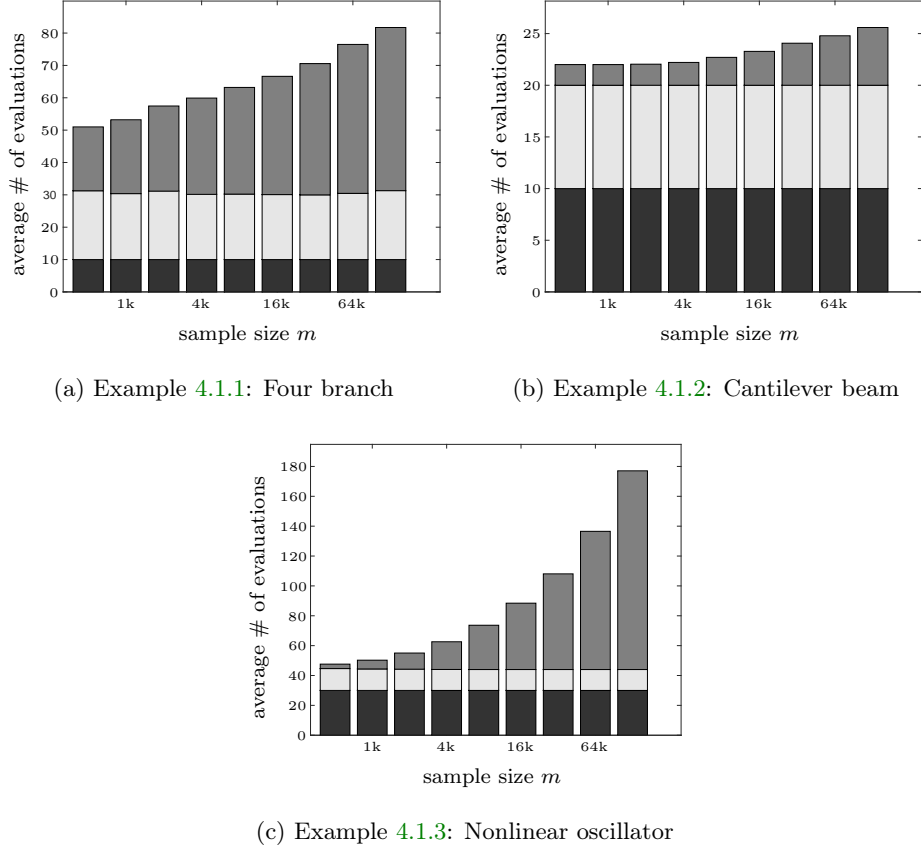 average # of evaluations
80
70
60
50
40
30
20
10
0
1k 4k 16k 64k
sample size m
(a) Example 4.1.1: Four branch
average # of evaluations
25
20
15
10
5
0
1k 4k 16k 64k
sample size m
(b) Example 4.1.2: Cantilever beam
average # of evaluations
180
160
140
120
100
80
60
40
20
0
1k 4k 16k 64k
sample size m
(c) Example 4.1.3: Nonlinear oscillator